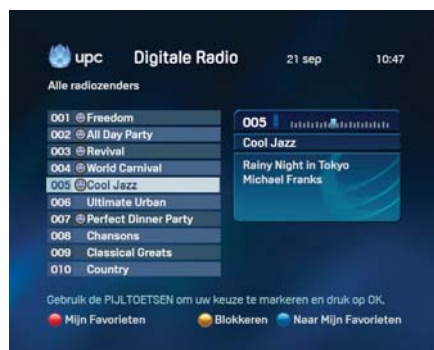 upc Digitale Radio 21 sep 10:47
Alle radiozenders
001 Freedom
002 All Day Party
003 Revival
004 World Carnival
005 Cool Jazz
006 Ultimate Urban
007 Perfect Dinner Party
008 Chansons
009 Classical Greats
010 Country
005
Cool Jazz
Rainy Night in Tokyo
Michael Franks
Gebruik de PIJLTOETSEN om uw keuze te markeren en druk op OK.
Mijn Favorieten Blokkeren Naar Mijn Favorieten